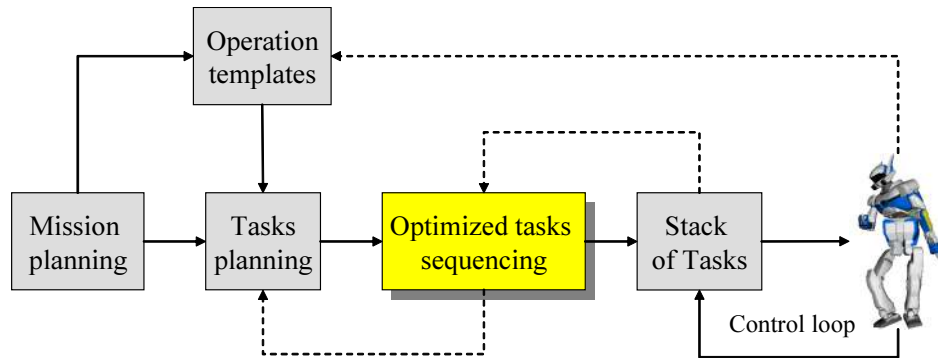 Operation
templates
Mission
planning
Tasks
planning
Optimized tasks
sequencing
Stack
of Tasks
Control loop